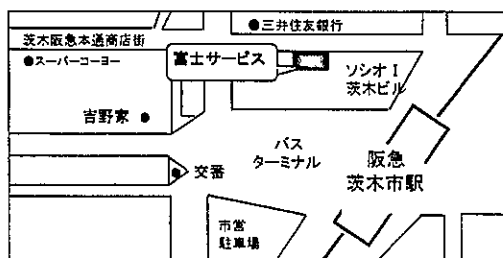 ●三井住友銀行
茨木阪急本通商店街
●スーパーコーヨー
富士サービス
ソシオⅠ
茨木ビル
吉野家 ●
バス
ターミナル
阪急
茨木市駅
交番
市営
駐車場